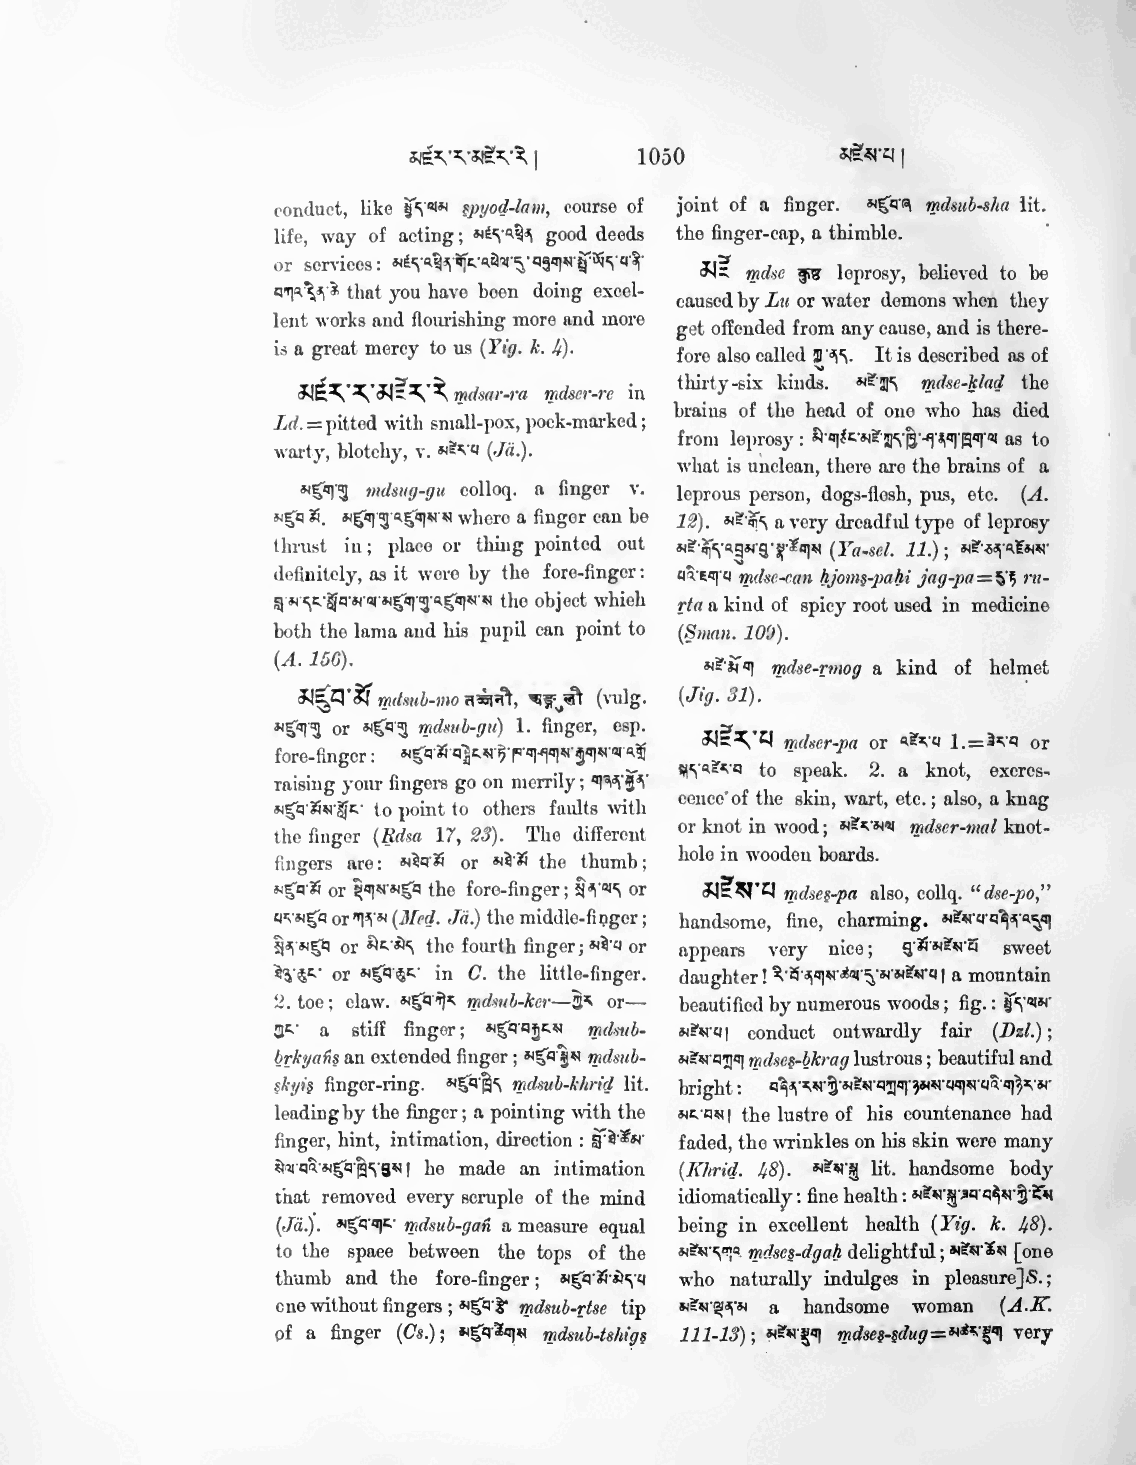 མཛར་ར་མཛེར་རེ།
1050
མཛེས་པ།
conduct, like སྤྱོད་ལམ spyod-lam, course of
life, way of acting; མཛད་འཕྲིན good deeds
or services: མཛད་འཕྲིན་གོང་འཕེལ་དུ་བཞུགས་སྤྲོ་ཡོད་པ་ནི་
བཀའ་དྲིན་ཆེ that you have been doing excel-
lent works and flourishing more and more
is a great mercy to us (Yig. k. 4).
མཛར་ར་མཛེར་རེ mdsar-ra mdser-re in
Ld.=pitted with small-pox, pock-marked;
warty, blotchy, v. མཛེར་པ (Jä.).
མཛུག་གུ mdsug-gu colloq. a finger v.
མཛུབ་མོ. མཛུག་གུ་འཛུགས་ས where a finger can be
thrust in; place or thing pointed out
definitely, as it were by the fore-finger:
བླ་མ་དང་སློབ་མ་ལ་མཛུག་གུ་འཛུགས་ས the object which
both the lama and his pupil can point to
(A. 156).
མཛུབ་མོ mdsub-mo तर्ज्जनी, अङ्गुली (vulg.
མཛུག་གུ or མཛུབ་གུ mdsub-gu) 1. finger, esp.
fore-finger: མཛུབ་མོ་
raising your fingers go on merrily; གཞན་སྐྱོན་
མཛུབ་མོས་སློང་ to point to others faults with
the finger (Rdsa 17, 23). The different
fingers are: མཐེབ་མོ or མཐེ་མོ the thumb;
མཛུབ་མོ or སྡིགས་མཛུབ the fore-finger; སྲིན་ལད or
པར་མཛུབ or གན་མ (Med. Jä.) the middle-finger;
སྲིན་མཛུབ or མིང་མེད the fourth finger; མཐེ་པ or
ཐེའུ་ཆུང་ or མཛུབ་ཆུང་ in C. the little-finger.
2. toe; claw. མཛུབ་ཀེར mdsub-ker—ཀྱེར or—
ཀྱང་ a stiff finger; མཛུབ་བརྐྱངས mdsub-
brkyańs an extended finger; མཛུབ་སྐྱིས mdsub-
skyis finger-ring. མཛུབ་ཁྲིད mdsub-khrid lit.
leading by the finger; a pointing with the
finger, hint, intimation, direction: བློ་ཐེ་ཚོམ་
སེལ་བའི་མཛུབ་ཁྲིད་བྱས། he made an intimation
that removed every scruple of the mind
(Jä.). མཛུབ་གང་ mdsub-gań a measure equal
to the space between the tops of the
thumb and the fore-finger; མཛུབ་མོ་མེད་པ
one without fingers; མཛུབ་རྩེ mdsub-rtse tip
of a finger (Cs.); མཛུབ་ཚིགས mdsub-tshigs
joint of a finger. མཛུབ་ཞ mdsub-sha lit.
the finger-cap, a thimble.
མཛེ mdse कुष्ठ leprosy, believed to be
caused by Lu or water demons when they
get offended from any cause, and is there-
fore also called ཀླུ་ནད. It is described as of
thirty-six kinds. མཛེ་ཀླད mdse-klad the
brains of the head of one who has died
from leprosy: མི་གཙང་མཛེ་ཀླད་ཁྱི་ཤ་རྣག་ཁྲག་ལ as to
what is unclean, there are the brains of a
leprous person, dogs-flesh, pus, etc. (A.
12). མཛེ་རྒོད a very dreadful type of leprosy
མཛེ་རྒོད་འབྲུམ་བུ་སྣ་ཚོགས (Ya-sel. 11.); མཛེ་ཅན་འཇོམས་
པའི་ཇག་པ mdse-can hjoms-pahi jag-pa=རུ་རྟ ru-
rta a kind of spicy root used in medicine
(Sman. 109).
མཛེ་རྨོག mdse-rmog a kind of helmet
(Jig. 31).
མཛེར་པ mdser-pa or འཛེར་པ 1.=ཟེར་བ or
སྐད་འཛེར་བ to speak. 2. a knot, excres-
cence of the skin, wart, etc.; also, a knag
or knot in wood; མཛེར་མལ mdser-mal knot-
hole in wooden boards.
མཛེས་པ mdses-pa also, collq. “dse-po,”
handsome, fine, charming. མཛེས་པ་བཞིན་འདུག
appears very nice; བུ་མོ་མཛེས་པོ sweet
daughter! རི་བོ་ནགས་ཚལ་དུ་མ་མཛེས་པ། a mountain
beautified by numerous woods; fig.: སྤྱོད་ལམ་
མཛེས་པ། conduct outwardly fair (Dzl.);
མཛེས་བཀྲག mdses-bkrag lustrous; beautiful and
bright: བཞིན་རས་ཀྱི་མཛེས་བཀྲག་ཉམས་པགས་པའི་གཉེར་མ་
མང་བས། the lustre of his countenance had
faded, the wrinkles on his skin were many
(Khrid. 48). མཛེས་སྐུ lit. handsome body
idiomatically: fine health: མཛེས་སྐུ་ཟབ་བཞེས་ཀྱི་ངོས
being in excellent health (Yig. k. 48).
མཛེས་དགའ mdses-dgah delightful; མཛེས་ཆོས [one
who naturally indulges in pleasure]S.;
མཛེས་ལྡན་མ a handsome woman (A.K.
111-13); མཛེས་སྡུག mdses-sdug=མཚར་སྡུག very